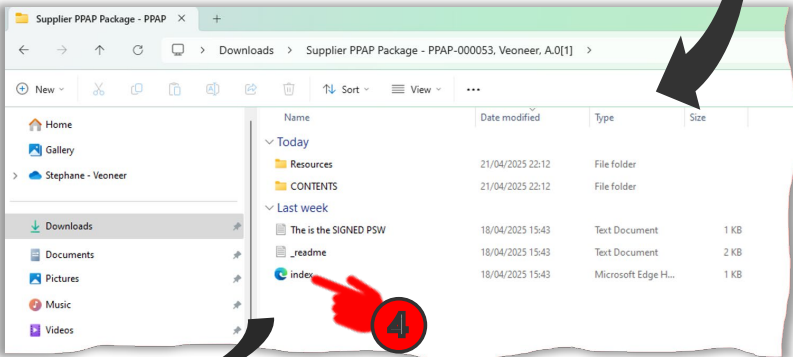 Supplier PPAP Package - PPAP
Downloads > Supplier PPAP Package - PPAP-000053, Veoneer, A.0[1] >
New Sort View ...
Name Date modified Type Size
Home
Gallery
Stephane - Veoneer
Downloads
Documents
Pictures
Music
Videos
Today
Resources 21/04/2025 22:12 File folder
CONTENTS 21/04/2025 22:12 File folder
Last week
The is the SIGNED PSW 18/04/2025 15:43 Text Document 1 KB
_readme 18/04/2025 15:43 Text Document 2 KB
index 18/04/2025 15:43 Microsoft Edge H... 1 KB
4